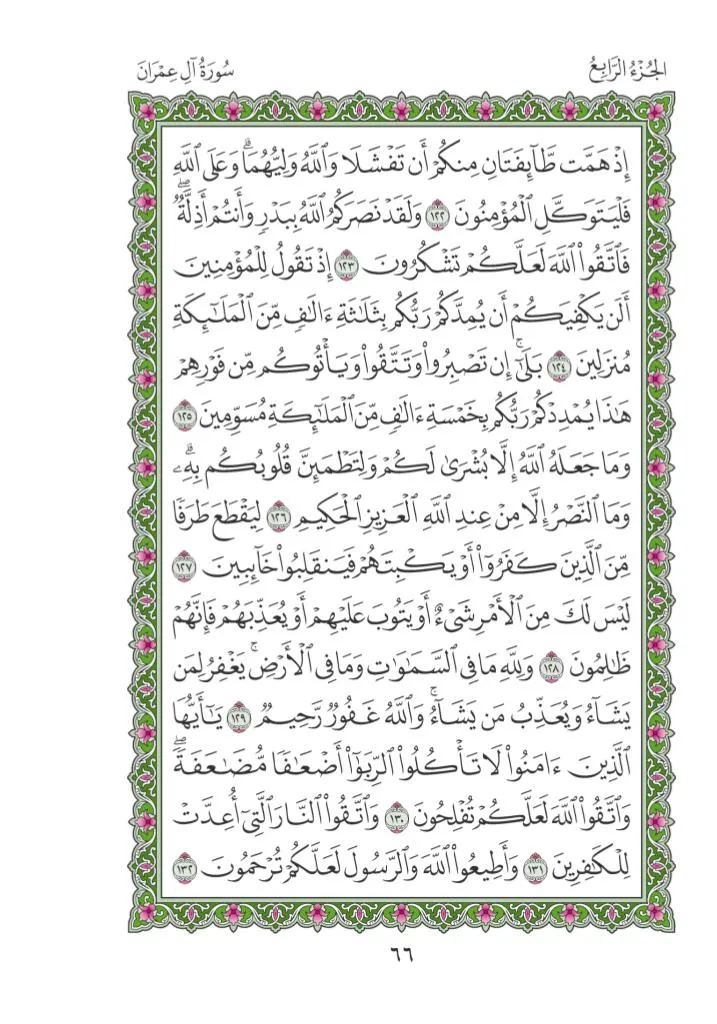 الجُزْءُ الرَّابِعُ
سُورَةُ آلِ عِمْرَانَ
إِذْ هَمَّت طَّآئِفَتَانِ مِنكُمْ أَن تَفْشَلَا وَٱللَّهُ وَلِيُّهُمَاۗ وَعَلَى ٱللَّهِ
فَلْيَتَوَكَّلِ ٱلْمُؤْمِنُونَ ١٢٢ وَلَقَدْ نَصَرَكُمُ ٱللَّهُ بِبَدْرٍ وَأَنتُمْ أَذِلَّةٌۖ
فَٱتَّقُوا۟ ٱللَّهَ لَعَلَّكُمْ تَشْكُرُونَ ١٢٣ إِذْ تَقُولُ لِلْمُؤْمِنِينَ
أَلَن يَكْفِيَكُمْ أَن يُمِدَّكُمْ رَبُّكُم بِثَلَٰثَةِ ءَالَٰفٍ مِّنَ ٱلْمَلَٰٓئِكَةِ
مُنزَلِينَ ١٢٤ بَلَىٰٓۚ إِن تَصْبِرُوا۟ وَتَتَّقُوا۟ وَيَأْتُوكُم مِّن فَوْرِهِمْ
هَٰذَا يُمْدِدْكُمْ رَبُّكُم بِخَمْسَةِ ءَالَٰفٍ مِّنَ ٱلْمَلَٰٓئِكَةِ مُسَوِّمِينَ ١٢٥
وَمَا جَعَلَهُ ٱللَّهُ إِلَّا بُشْرَىٰ لَكُمْ وَلِتَطْمَئِنَّ قُلُوبُكُم بِهِۦۗ
وَمَا ٱلنَّصْرُ إِلَّا مِنْ عِندِ ٱللَّهِ ٱلْعَزِيزِ ٱلْحَكِيمِ ١٢٦ لِيَقْطَعَ طَرَفًا
مِّنَ ٱلَّذِينَ كَفَرُوٓا۟ أَوْ يَكْبِتَهُمْ فَيَنقَلِبُوا۟ خَآئِبِينَ ١٢٧
لَيْسَ لَكَ مِنَ ٱلْأَمْرِ شَىْءٌ أَوْ يَتُوبَ عَلَيْهِمْ أَوْ يُعَذِّبَهُمْ فَإِنَّهُمْ
ظَٰلِمُونَ ١٢٨ وَلِلَّهِ مَا فِى ٱلسَّمَٰوَٰتِ وَمَا فِى ٱلْأَرْضِۚ يَغْفِرُ لِمَن
يَشَآءُ وَيُعَذِّبُ مَن يَشَآءُۚ وَٱللَّهُ غَفُورٌ رَّحِيمٌ ١٢٩ يَٰٓأَيُّهَا
ٱلَّذِينَ ءَامَنُوا۟ لَا تَأْكُلُوا۟ ٱلرِّبَوٰٓا۟ أَضْعَٰفًا مُّضَٰعَفَةًۖ
وَٱتَّقُوا۟ ٱللَّهَ لَعَلَّكُمْ تُفْلِحُونَ ١٣٠ وَٱتَّقُوا۟ ٱلنَّارَ ٱلَّتِىٓ أُعِدَّتْ
لِلْكَٰفِرِينَ ١٣١ وَأَطِيعُوا۟ ٱللَّهَ وَٱلرَّسُولَ لَعَلَّكُمْ تُرْحَمُونَ ١٣٢
٦٦